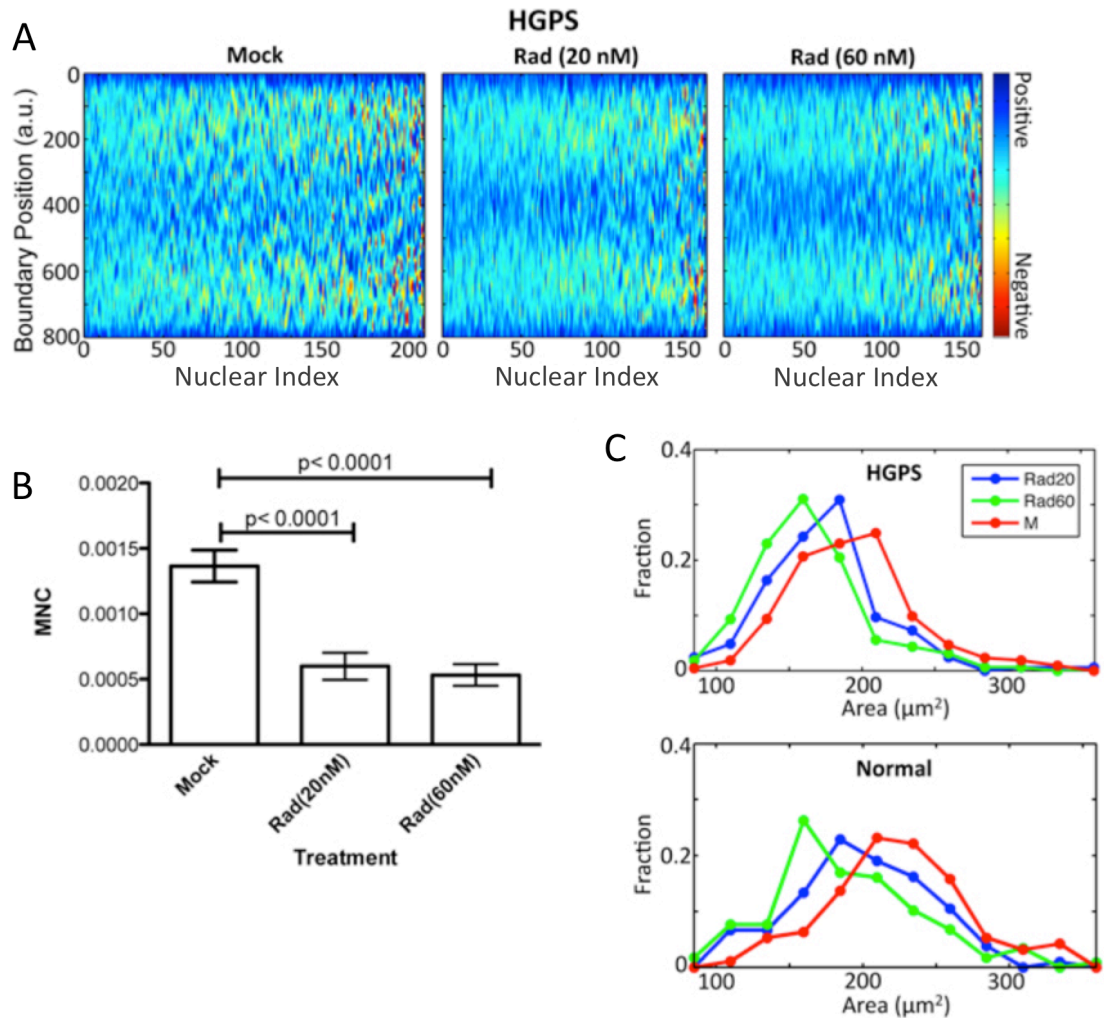 A
HGPS
Mock
Rad (20 nM)
Rad (60 nM)
Boundary Position (a.u.)
0
200
400
600
800
0 50 100 150 200
0 50 100 150
0 50 100 150
Nuclear Index
Nuclear Index
Nuclear Index
Positive
Negative
B
p< 0.0001
p< 0.0001
MNC
0.0020
0.0015
0.0010
0.0005
0.0000
Mock
Rad(20nM)
Rad(60nM)
Treatment
C
HGPS
Rad20
Rad60
M
Fraction
0.4
0.2
0
100 200 300
Area (μm²)
Normal
Fraction
0.4
0.2
0
100 200 300
Area (μm²)